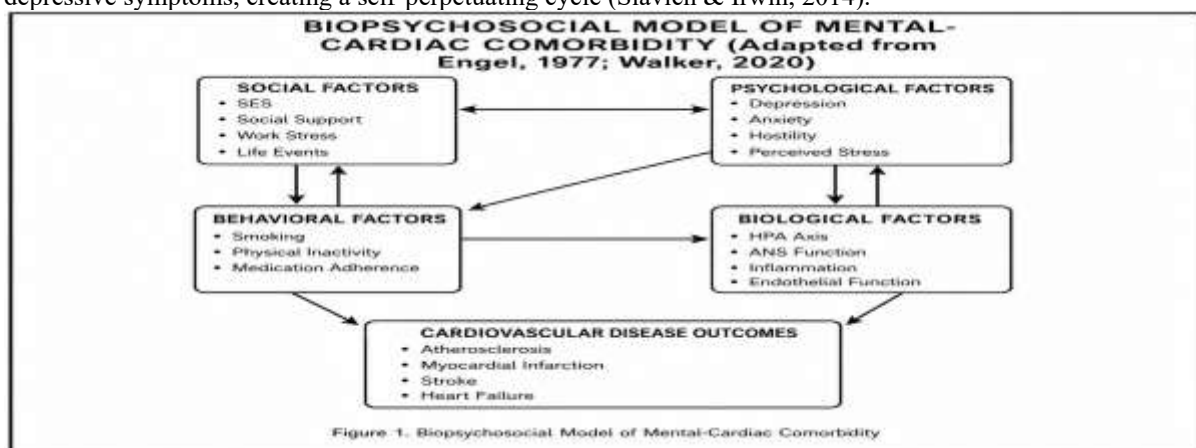 depressive symptoms, creating a self-perpetuating cycle (Slavich & Irwin, 2014).
BIOPSYCHOSOCIAL MODEL OF MENTAL-
CARDIAC COMORBIDITY (Adapted from
Engel, 1977; Walker, 2020)
SOCIAL FACTORS
• SES
• Social Support
• Work Stress
• Life Events
PSYCHOLOGICAL FACTORS
• Depression
• Anxiety
• Hostility
• Perceived Stress
BEHAVIORAL FACTORS
• Smoking
• Physical Inactivity
• Medication Adherence
BIOLOGICAL FACTORS
• HPA Axis
• ANS Function
• Inflammation
• Endothelial Function
CARDIOVASCULAR DISEASE OUTCOMES
• Atherosclerosis
• Myocardial Infarction
• Stroke
• Heart Failure
Figure 1. Biopsychosocial Model of Mental-Cardiac Comorbidity